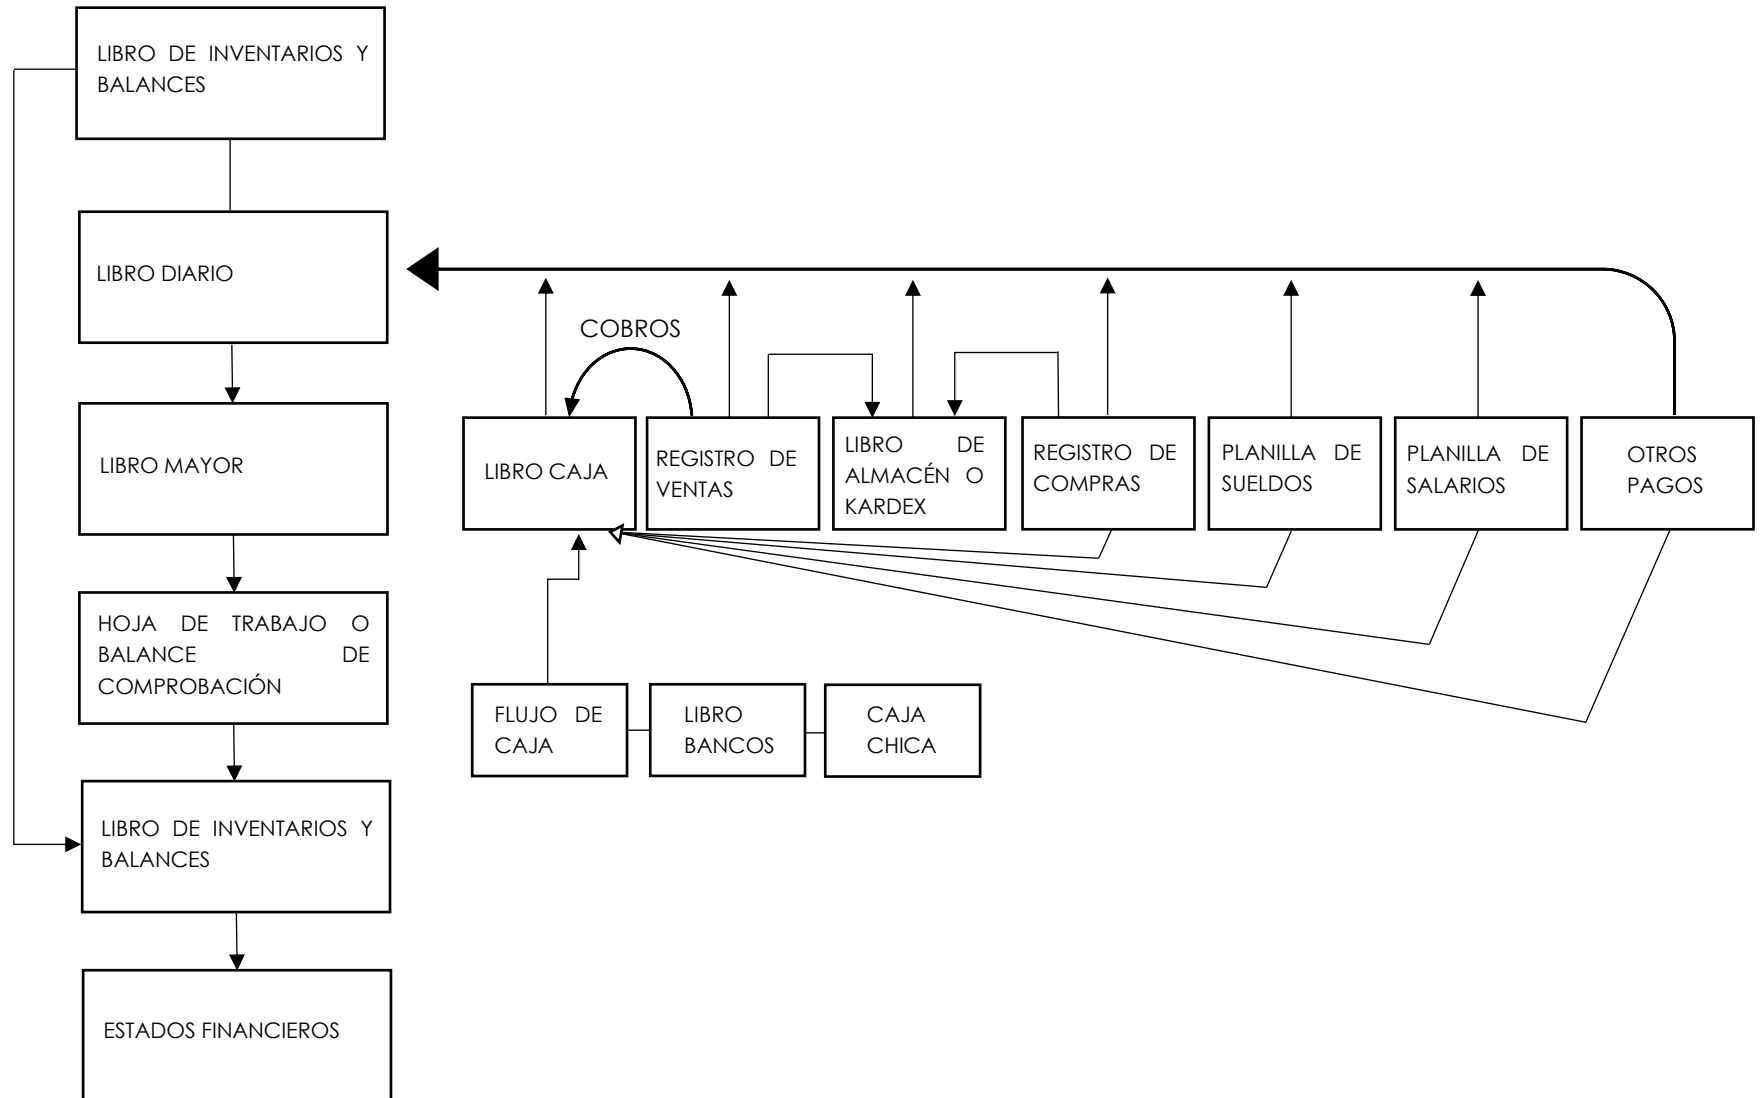 LIBRO DE INVENTARIOS Y
BALANCES
LIBRO DIARIO
COBROS
LIBRO MAYOR
LIBRO CAJA
REGISTRO DE
VENTAS
LIBRO DE
ALMACÉN O
KARDEX
REGISTRO DE
COMPRAS
PLANILLA DE
SUELDOS
PLANILLA DE
SALARIOS
OTROS
PAGOS
HOJA DE TRABAJO O
BALANCE DE
COMPROBACIÓN
FLUJO DE
CAJA
LIBRO
BANCOS
CAJA
CHICA
LIBRO DE INVENTARIOS Y
BALANCES
ESTADOS FINANCIEROS